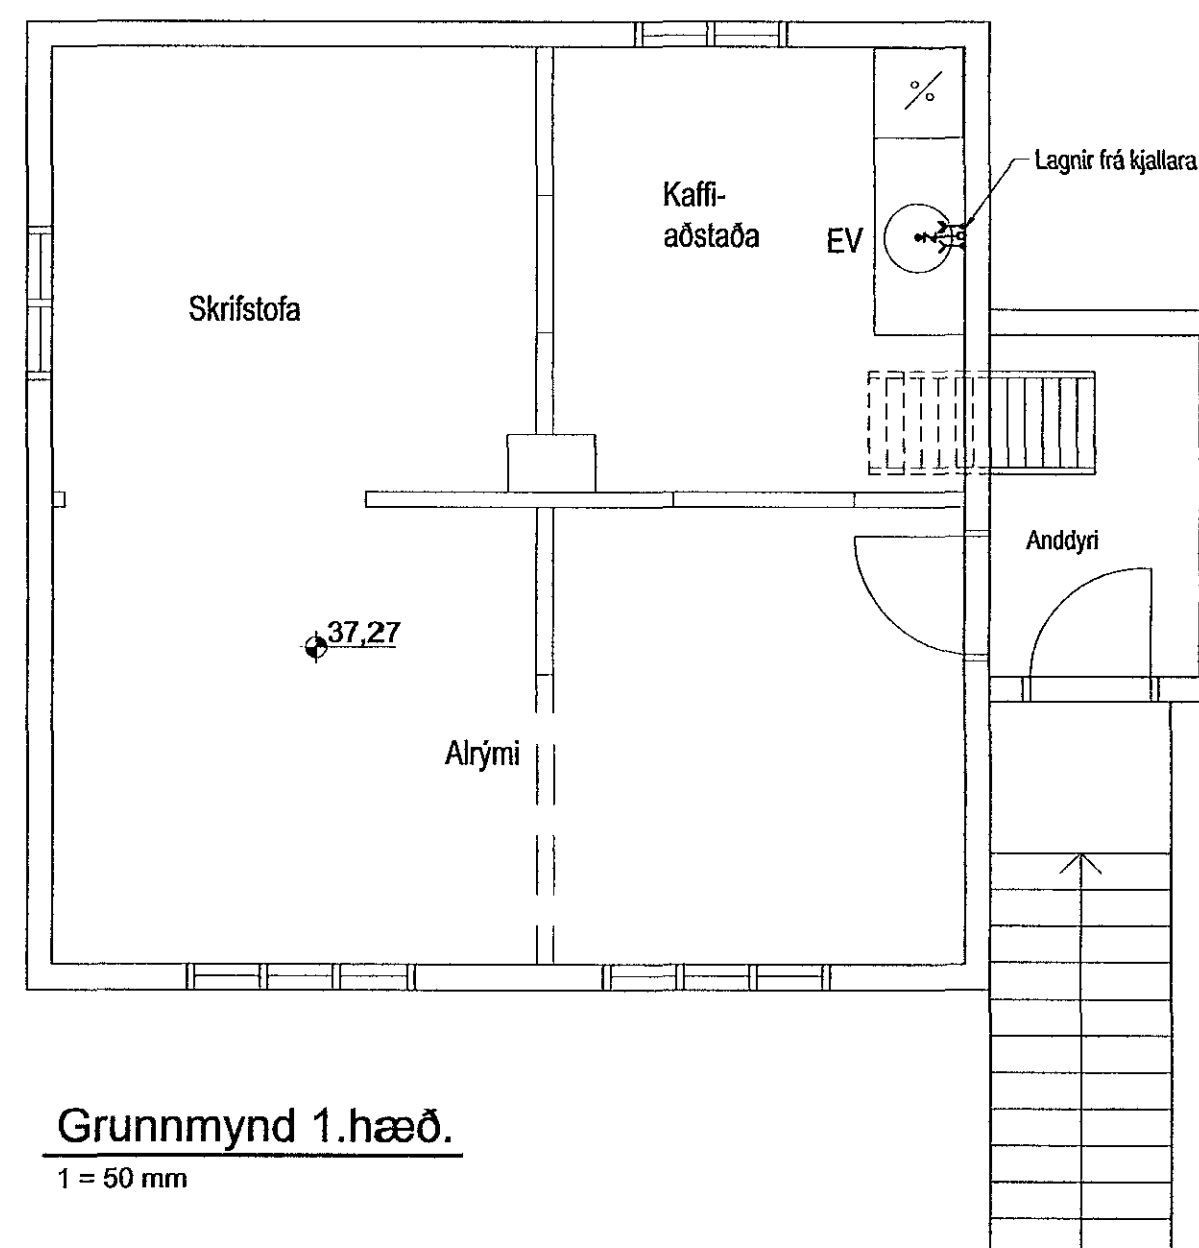 Lagnir frá kjallara
Kaffi-
aðstaða
EV
Skrifstofa
Anddyri
37,27
Alrými
Grunnmynd 1.hæð.
1 = 50 mm